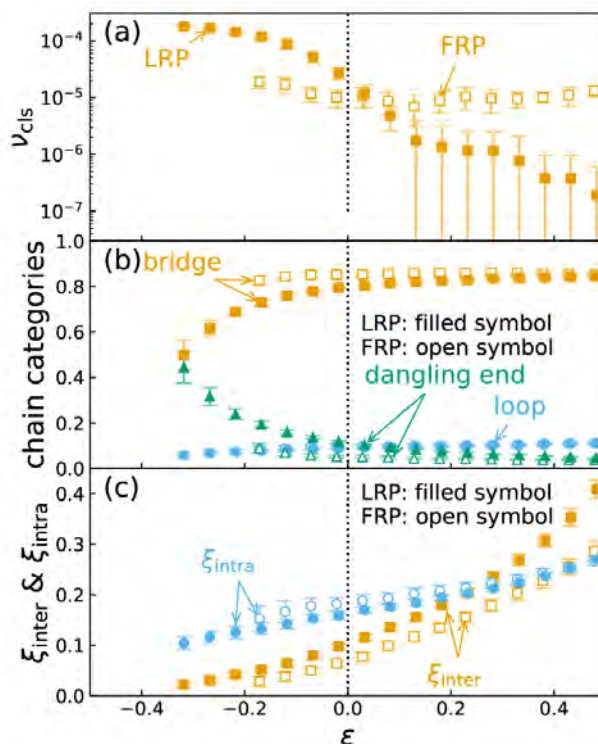 (a)
LRP
FRP
ν_cls
10⁻⁴
10⁻⁵
10⁻⁶
10⁻⁷
(b)
bridge
LRP: filled symbol
FRP: open symbol
dangling end
loop
chain categories
1.0
0.8
0.6
0.4
0.2
0.0
(c)
LRP: filled symbol
FRP: open symbol
ξ_intra
ξ_inter
ξ_inter & ξ_intra
0.4
0.3
0.2
0.1
0.0
−0.4 −0.2 0.0 0.2 0.4
ε